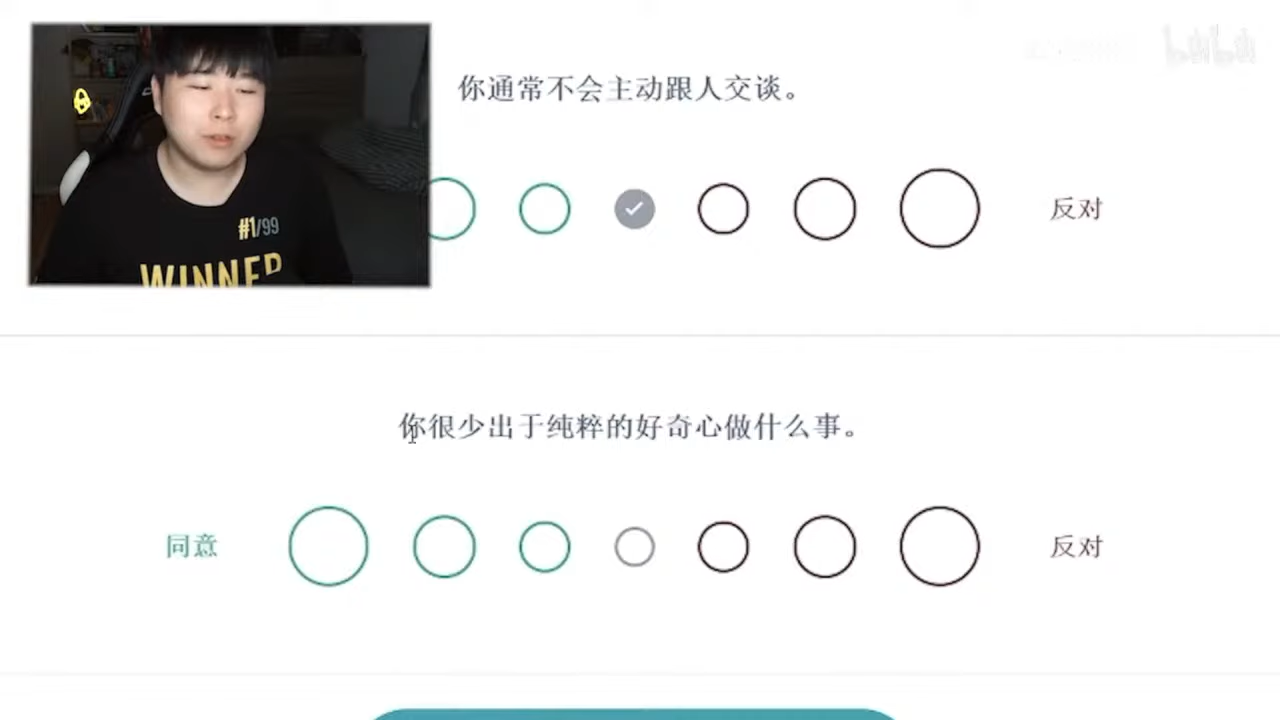 你通常不会主动跟人交谈。
反对
#1/99
WINNER
你很少出于纯粹的好奇心做什么事。
同意
反对
bilibili